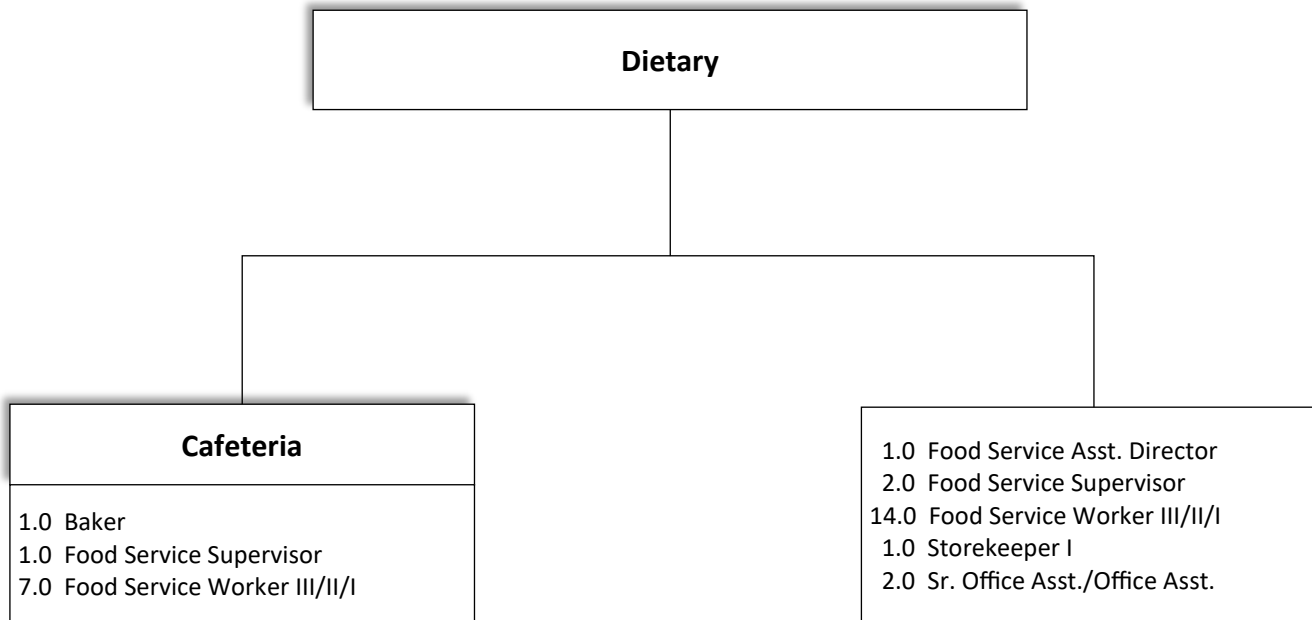 Dietary
Cafeteria
1.0 Baker
1.0 Food Service Supervisor
7.0 Food Service Worker III/II/I
1.0 Food Service Asst. Director
2.0 Food Service Supervisor
14.0 Food Service Worker III/II/I
1.0 Storekeeper I
2.0 Sr. Office Asst./Office Asst.